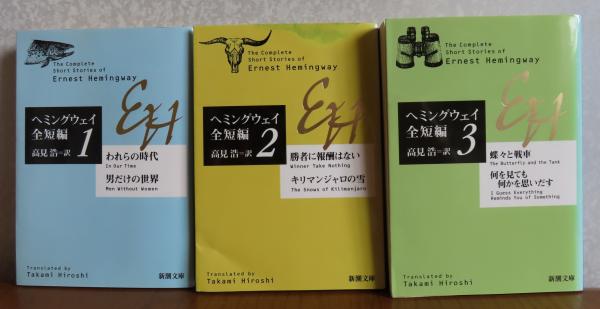 The Complete
Short Stories of
Ernest Hemingway
EH
ヘミングウェイ
全短編 1
高見 浩=訳
われらの時代
In Our Time
男だけの世界
Men Without Women
Translated by
Takami Hiroshi
新潮文庫
The Complete
Short Stories of
Ernest Hemingway
EH
ヘミングウェイ
全短編 2
高見 浩=訳
勝者に報酬はない
Winner Take Nothing
キリマンジャロの雪
The Snows of Kilimanjaro
Translated by
Takami Hiroshi
新潮文庫
The Complete
Short Stories of
Ernest Hemingway
EH
ヘミングウェイ
全短編 3
高見 浩=訳
蝶々と戦車
The Butterfly and the Tank
何を見ても
何かを思いだす
I Guess Everything
Reminds You of Something
Translated by
Takami Hiroshi
新潮文庫